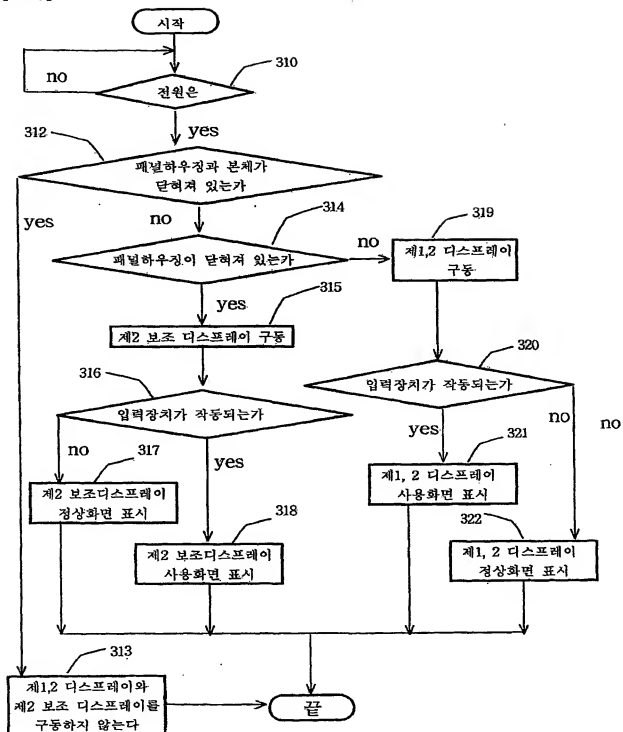 시작
no
310
전원은
312
yes
패널하우징과 본체가
닫혀져 있는가
yes
no
314
319
패널하우징이 닫혀져 있는가
no
제1,2 디스프레이
구동
yes
315
제2 보조 디스프레이 구동
316
320
입력장치가 작동되는가
입력장치가 작동되는가
no
317
yes
yes
321
no
no
제2 보조디스프레이
정상화면 표시
제1, 2 디스프레이
사용화면 표시
318
322
제2 보조디스프레이
사용화면 표시
제1, 2 디스프레이
정상화면 표시
313
제1,2 디스프레이와
제2 보조 디스프레이를
구동하지 않는다
끝